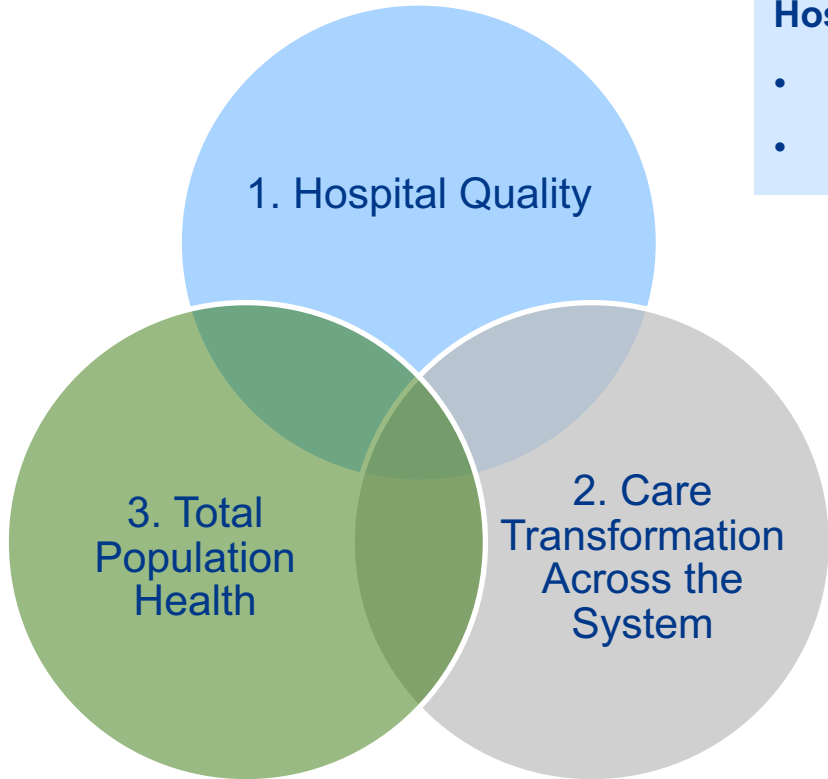 Hos
•
•
1. Hospital Quality
3. Total
Population
Health
2. Care
Transformation
Across the
System